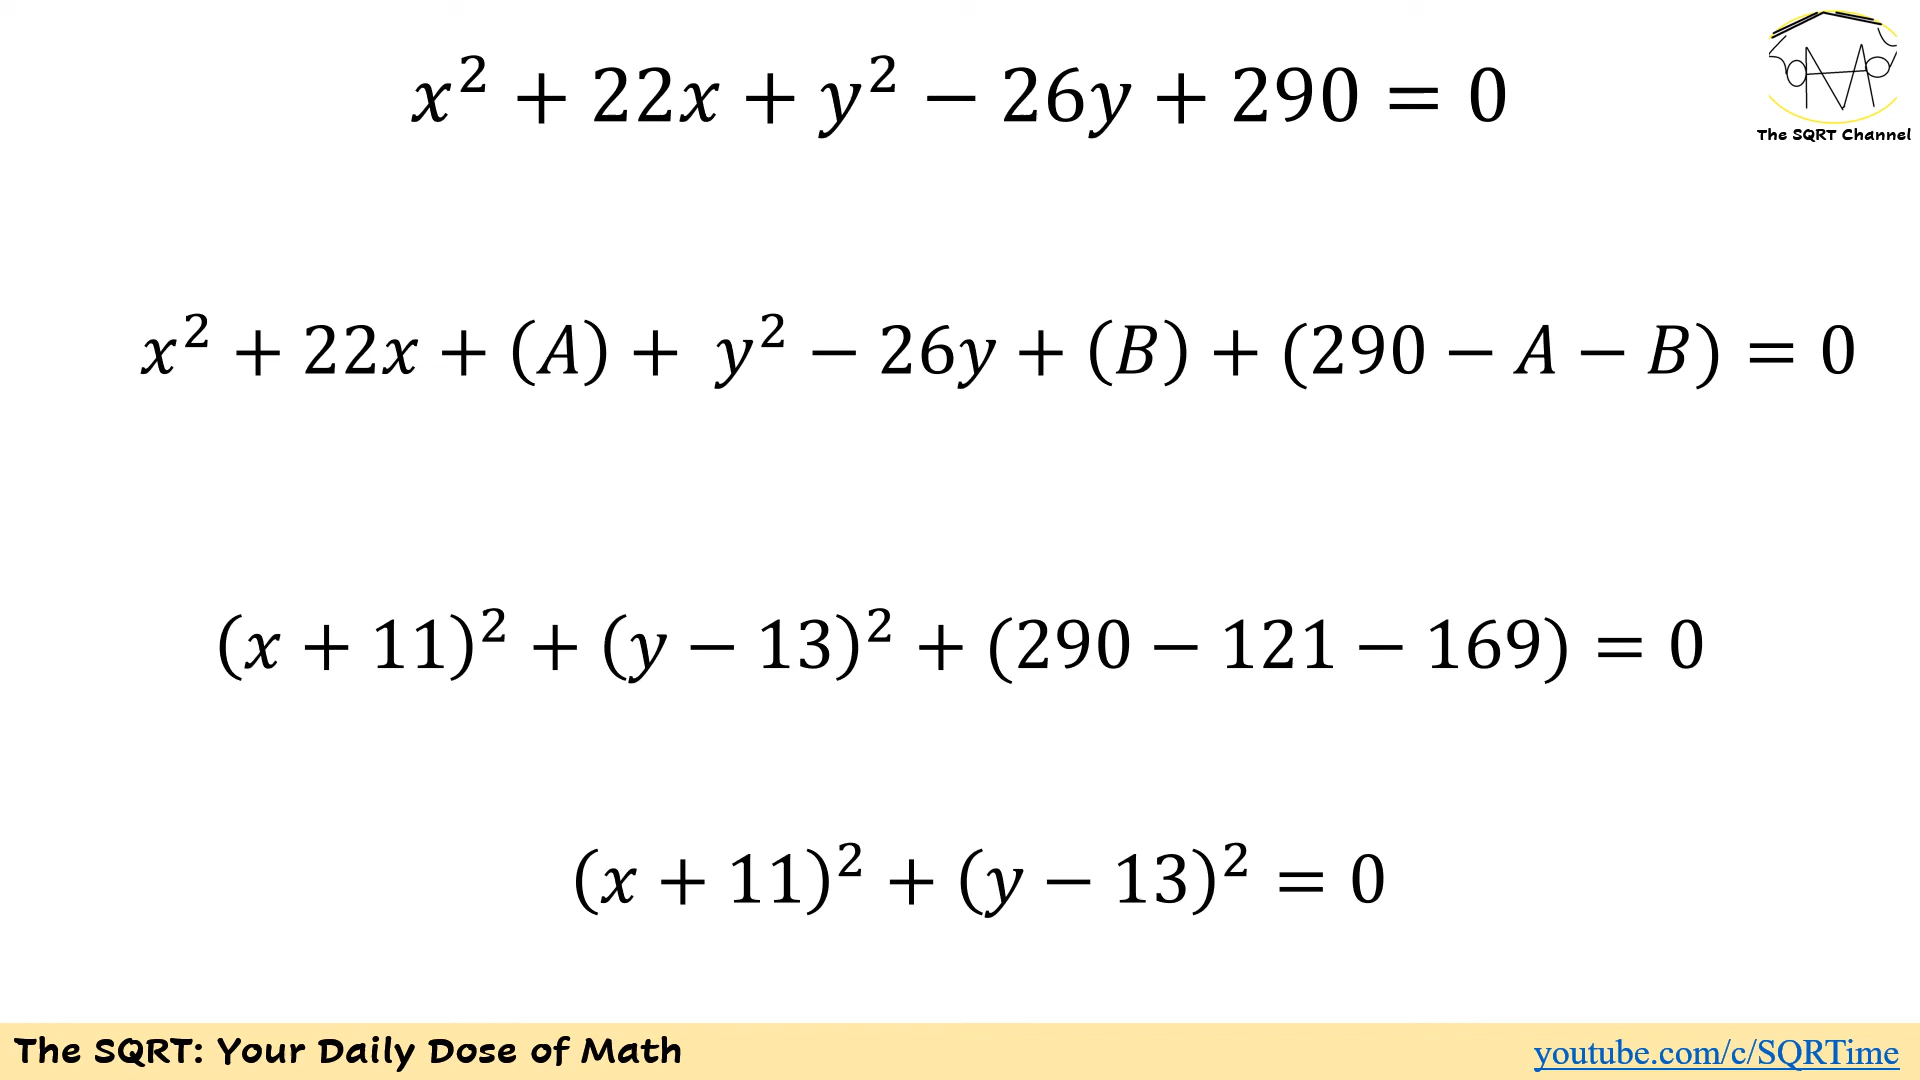 x² + 22x + y² − 26y + 290 = 0
The SQRT Channel
x² + 22x + (A) + y² − 26y + (B) + (290 − A − B) = 0
(x + 11)² + (y − 13)² + (290 − 121 − 169) = 0
(x + 11)² + (y − 13)² = 0
The SQRT: Your Daily Dose of Math
youtube.com/c/SQRTime